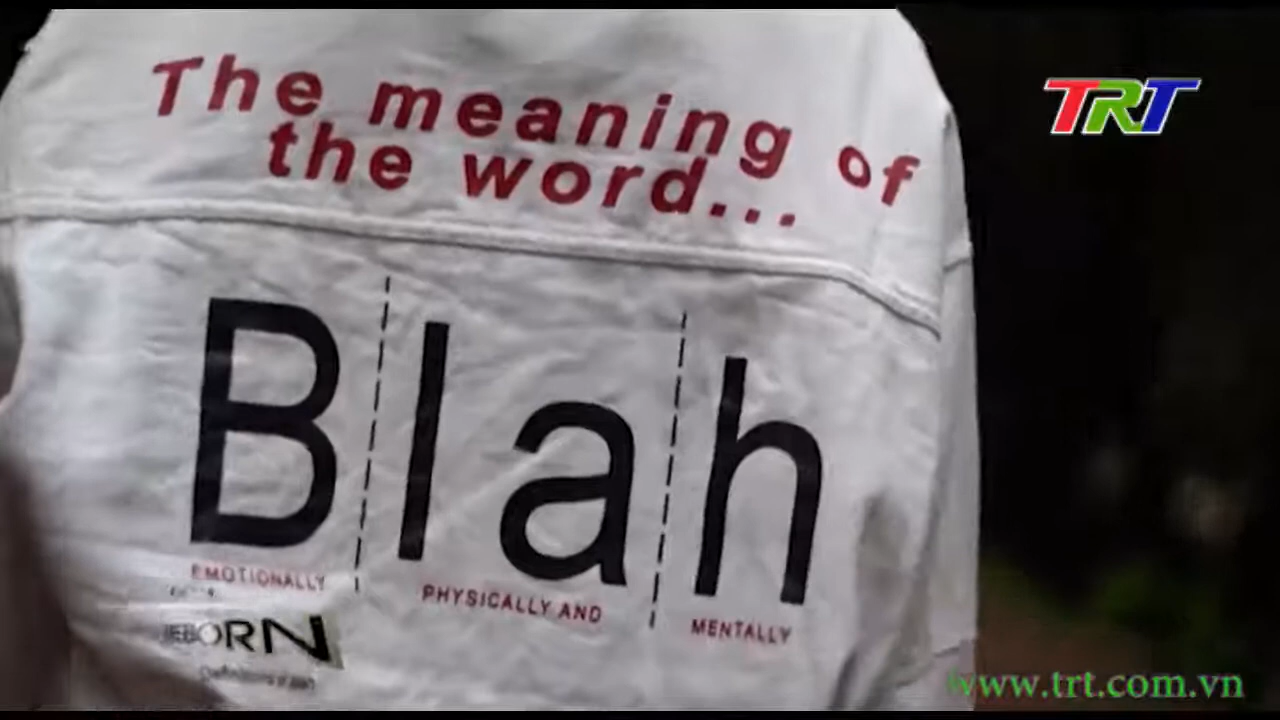 The meaning of
the word...
TRT
Blah
EMOTIONALLY
PHYSICALLY AND
MENTALLY
www.trt.com.vn